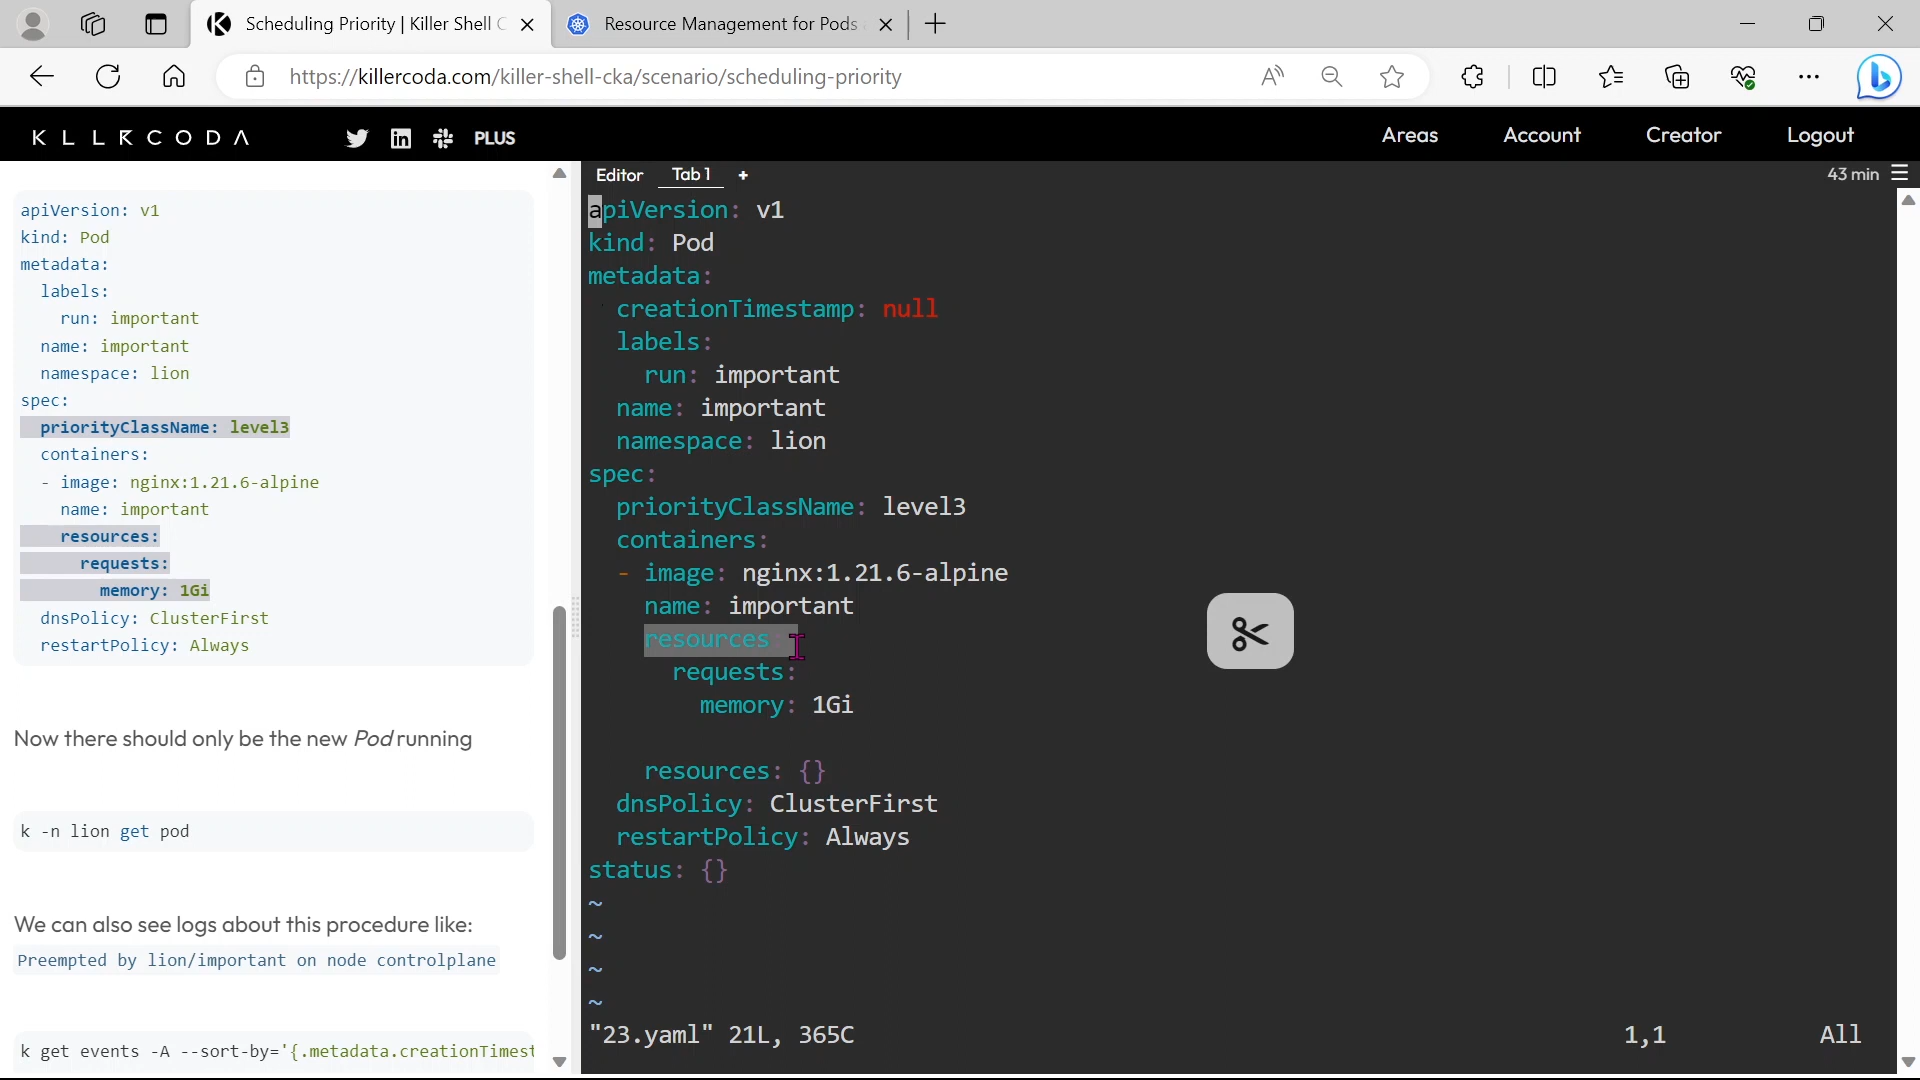 Scheduling Priority | Killer Shell C
Resource Management for Pods
https://killercoda.com/killer-shell-cka/scenario/scheduling-priority
KLLRCODA
PLUS
Areas
Account
Creator
Logout
apiVersion: v1
kind: Pod
metadata:
  labels:
    run: important
  name: important
  namespace: lion
spec:
  priorityClassName: level3
  containers:
  - image: nginx:1.21.6-alpine
    name: important
    resources:
      requests:
        memory: 1Gi
  dnsPolicy: ClusterFirst
  restartPolicy: Always
Now there should only be the new Pod running
k -n lion get pod
We can also see logs about this procedure like:
Preempted by lion/important on node controlplane
k get events -A --sort-by='{.metadata.creationTimest
Editor
Tab 1
+
43 min
apiVersion: v1
kind: Pod
metadata:
  creationTimestamp: null
  labels:
    run: important
  name: important
  namespace: lion
spec:
  priorityClassName: level3
  containers:
  - image: nginx:1.21.6-alpine
    name: important
    resources:
      requests:
        memory: 1Gi
    resources: {}
  dnsPolicy: ClusterFirst
  restartPolicy: Always
status: {}
~
~
~
~
"23.yaml" 21L, 365C
1,1
All